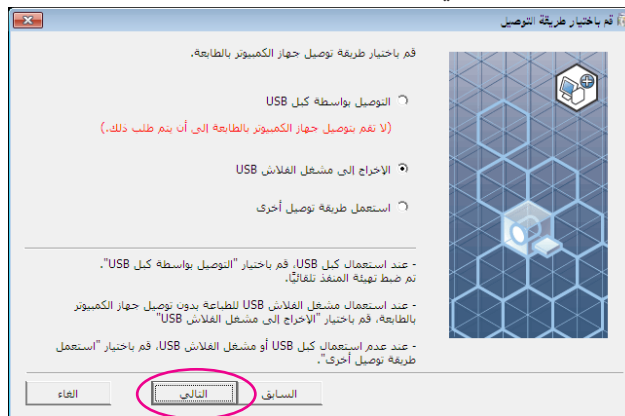 قم باختيار طريقة التوصيل
قم باختيار طريقة توصيل جهاز الكمبيوتر بالطابعة.
التوصيل بواسطة كبل USB
(لا تقم بتوصيل جهاز الكمبيوتر بالطابعة إلى أن يتم طلب ذلك.)
الإخراج إلى مشغل الفلاش USB
استعمل طريقة توصيل أخرى
- عند استعمال كبل USB، قم باختيار "التوصيل بواسطة كبل USB".
تم ضبط تهيئة المنفذ تلقائيًا.
- عند استعمال مشغل الفلاش USB للطباعة بدون توصيل جهاز الكمبيوتر
بالطابعة، قم باختيار "الإخراج إلى مشغل الفلاش USB"
- عند عدم استعمال كبل USB أو مشغل الفلاش USB، قم باختيار "استعمل
طريقة توصيل أخرى".
السابق
التالي
الغاء